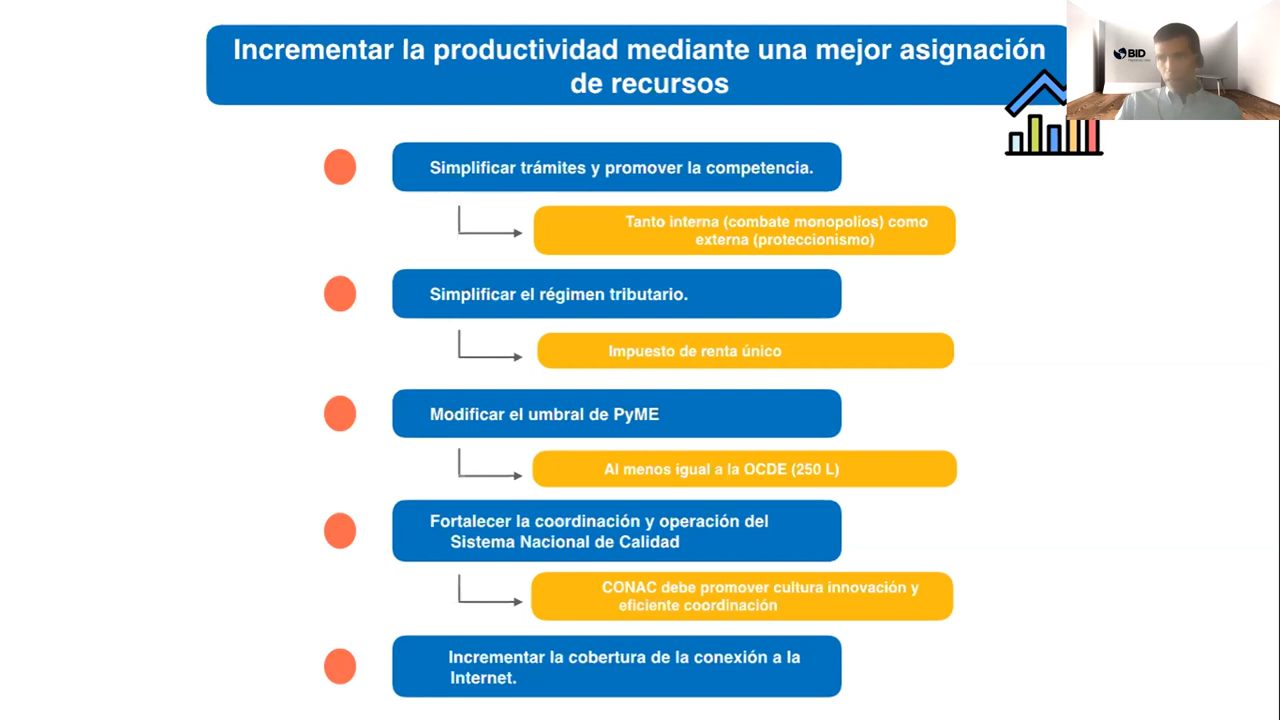 Incrementar la productividad mediante una mejor asignación
de recursos
BID
Simplificar trámites y promover la competencia.
Tanto interna (combate monopolios) como
externa (proteccionismo)
Simplificar el régimen tributario.
Impuesto de renta único
Modificar el umbral de PyME
Al menos igual a la OCDE (250 L)
Fortalecer la coordinación y operación del
Sistema Nacional de Calidad
CONAC debe promover cultura innovación y
eficiente coordinación
Incrementar la cobertura de la conexión a la
Internet.